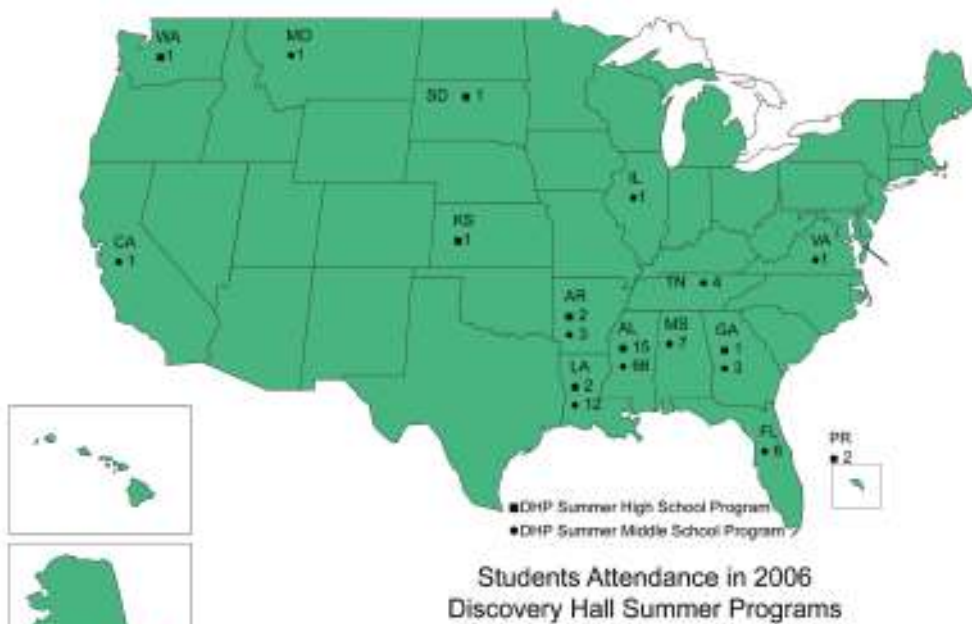 WA
■ 1
MO
● 1
SD ■ 1
IL
● 1
KS
■ 1
CA
● 1
VA
● 1
TN ● 4
AR
■ 2
● 3
AL
■ 15
● 68
MS
● 7
GA
■ 1
● 3
LA
■ 2
● 12
FL
● 6
PR
■ 2
■ DHP Summer High School Program
● DHP Summer Middle School Program
Students Attendance in 2006
Discovery Hall Summer Programs